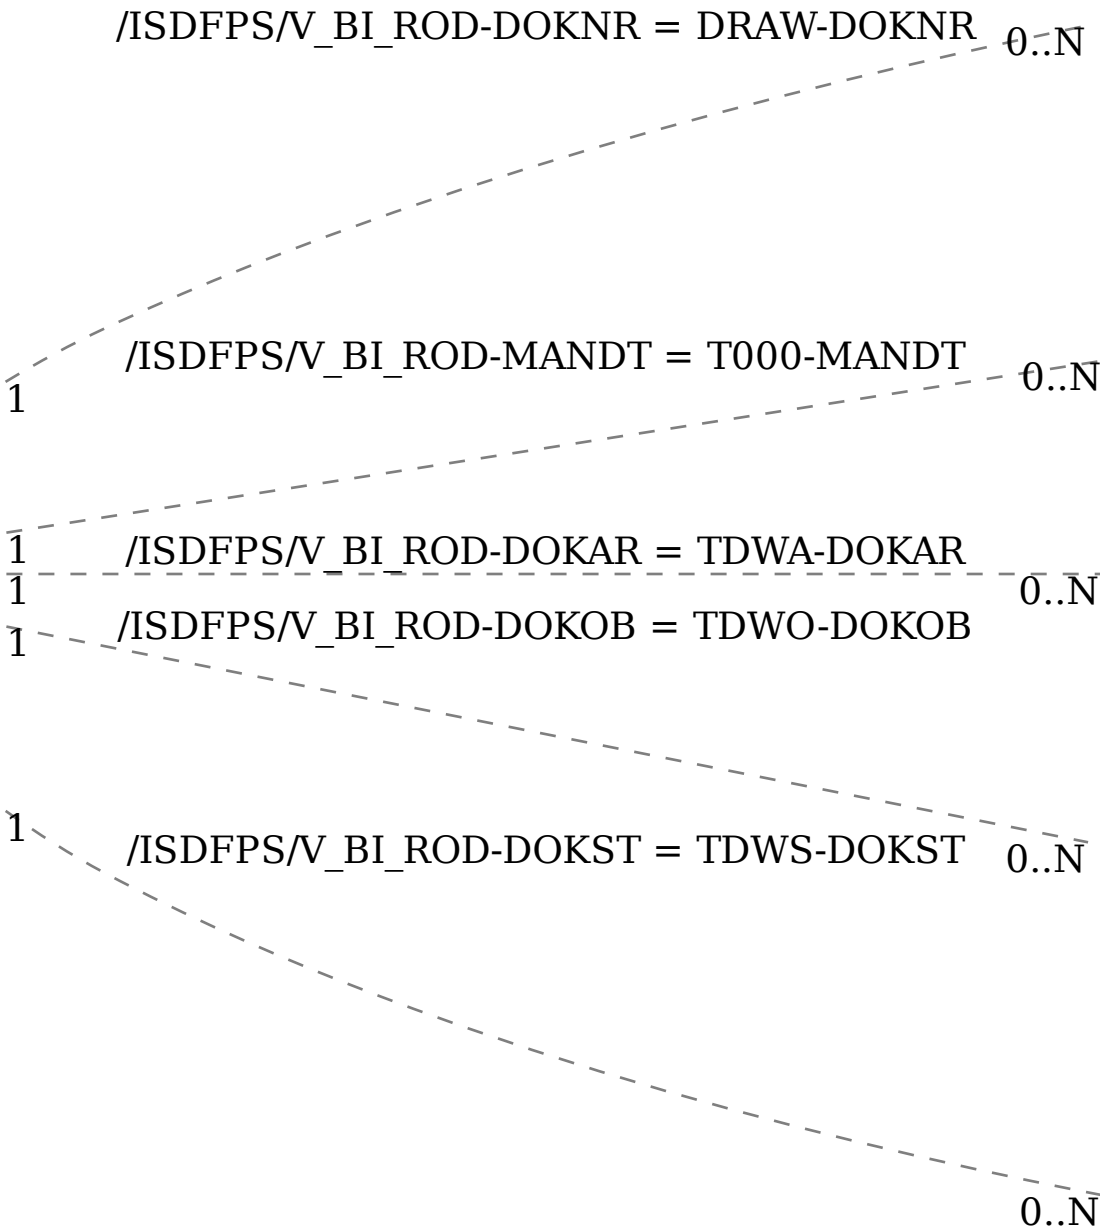 /ISDFPS/V_BI_ROD-DOKNR = DRAW-DOKNR
0..N
/ISDFPS/V_BI_ROD-MANDT = T000-MANDT
0..N
1
1
/ISDFPS/V_BI_ROD-DOKAR = TDWA-DOKAR
1
0..N
/ISDFPS/V_BI_ROD-DOKOB = TDWO-DOKOB
1
1
/ISDFPS/V_BI_ROD-DOKST = TDWS-DOKST
0..N
0..N